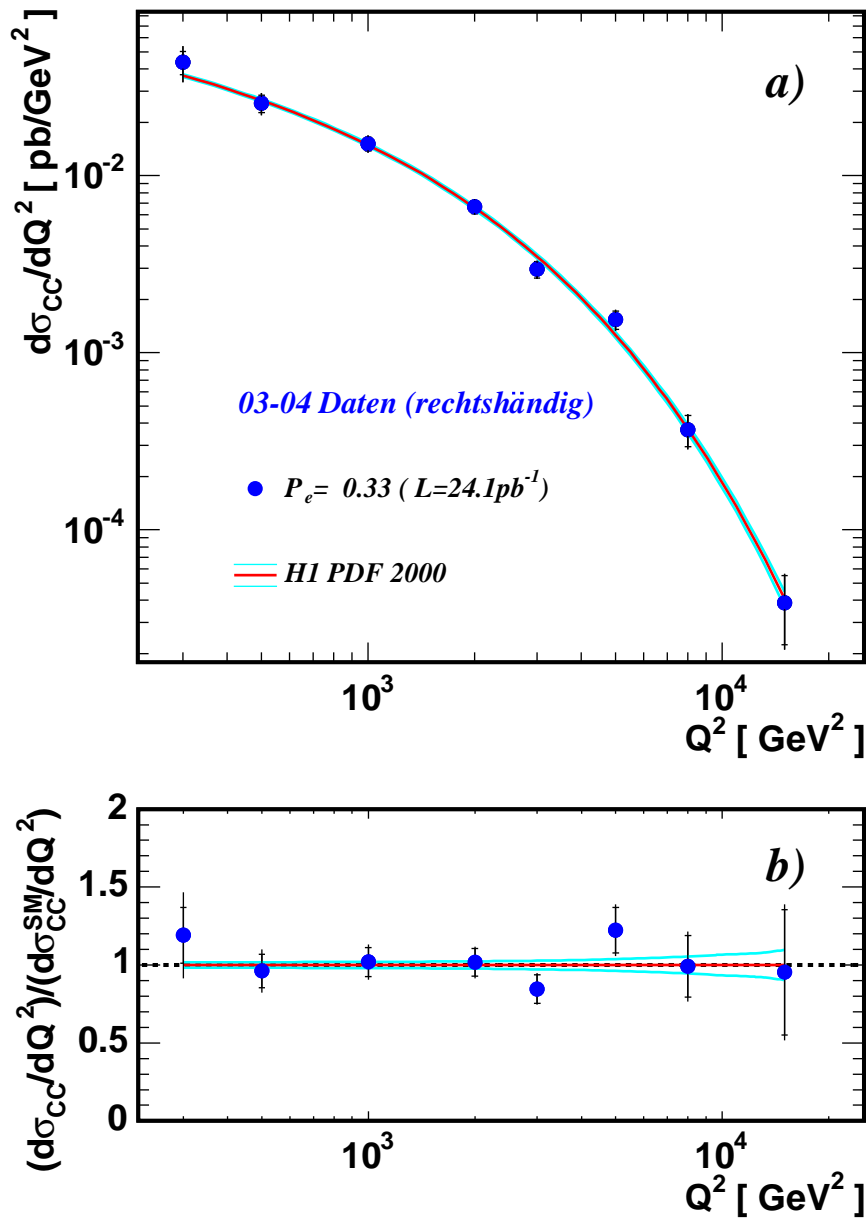 a)
dσ_CC/dQ² [ pb/GeV² ]
10⁻²
10⁻³
10⁻⁴
03-04 Daten (rechtshändig)
P_e= 0.33 ( L=24.1pb⁻¹)
H1 PDF 2000
10³ 10⁴
Q² [ GeV² ]
b)
(dσ_CC/dQ²)/(dσ_CC^SM/dQ²)
2
1.5
1
0.5
0
10³ 10⁴
Q² [ GeV² ]